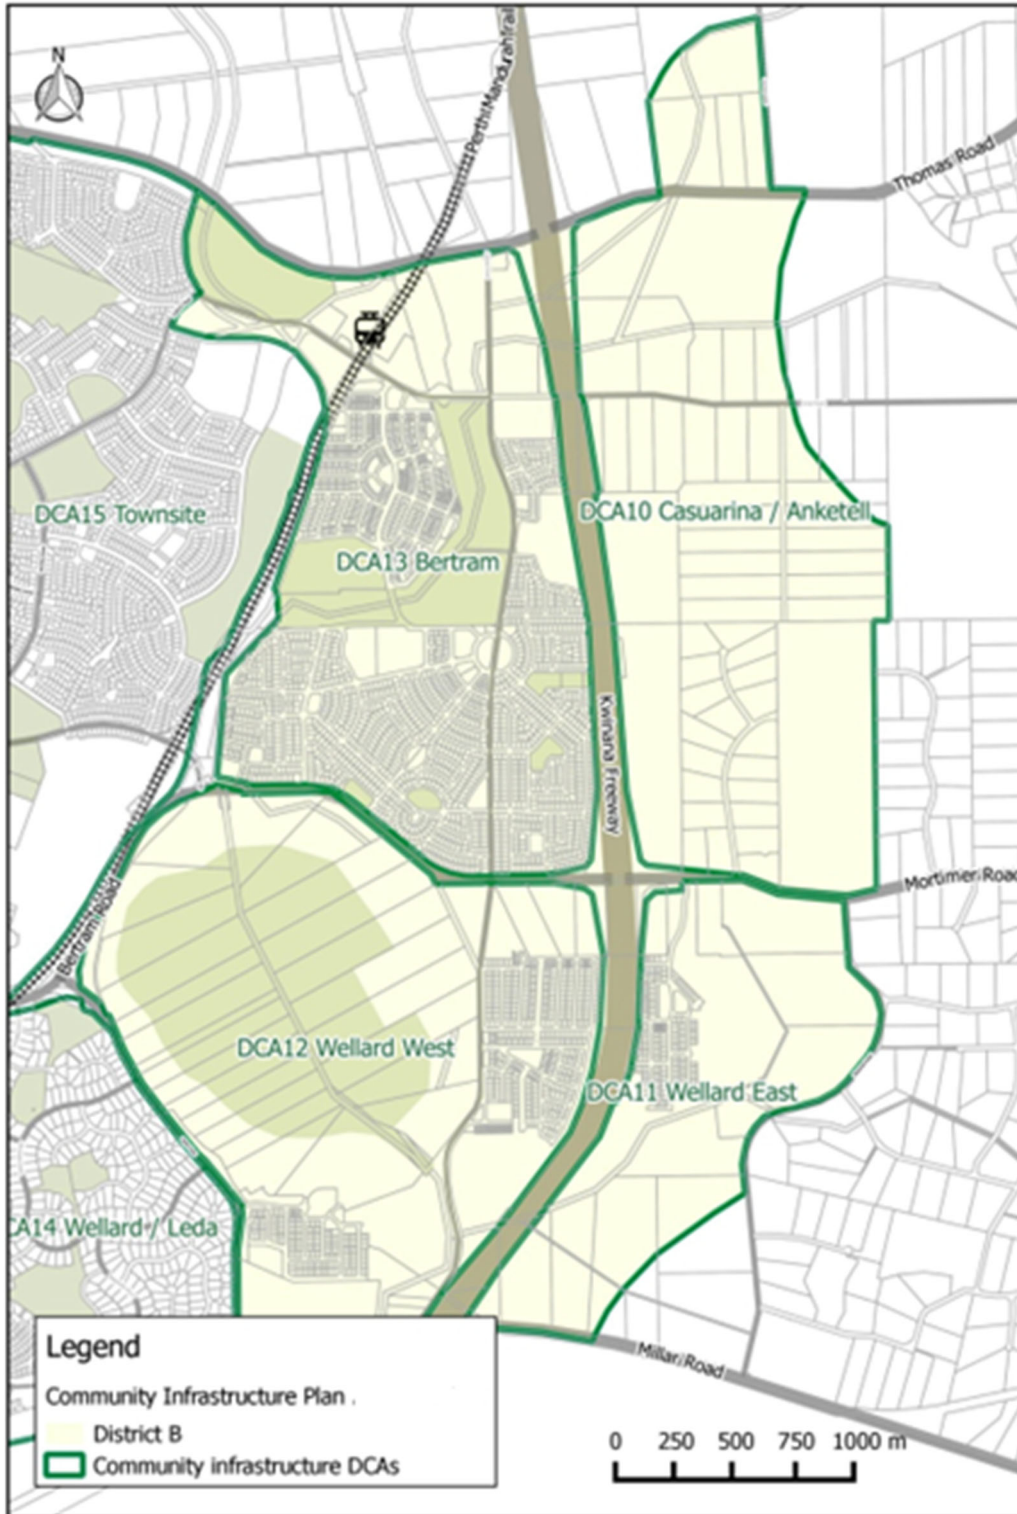 N
Perth Mandurah rail
Thomas Road
DCA15 Townsite
DCA10 Casuarina / Anketell
DCA13 Bertram
Kwinana Freeway
Mortimer Road
Bertram Road
DCA12 Wellard West
DCA11 Wellard East
CA14 Wellard / Leda
Millar Road
Legend
Community Infrastructure Plan .
District B
Community infrastructure DCAs
0 250 500 750 1000 m